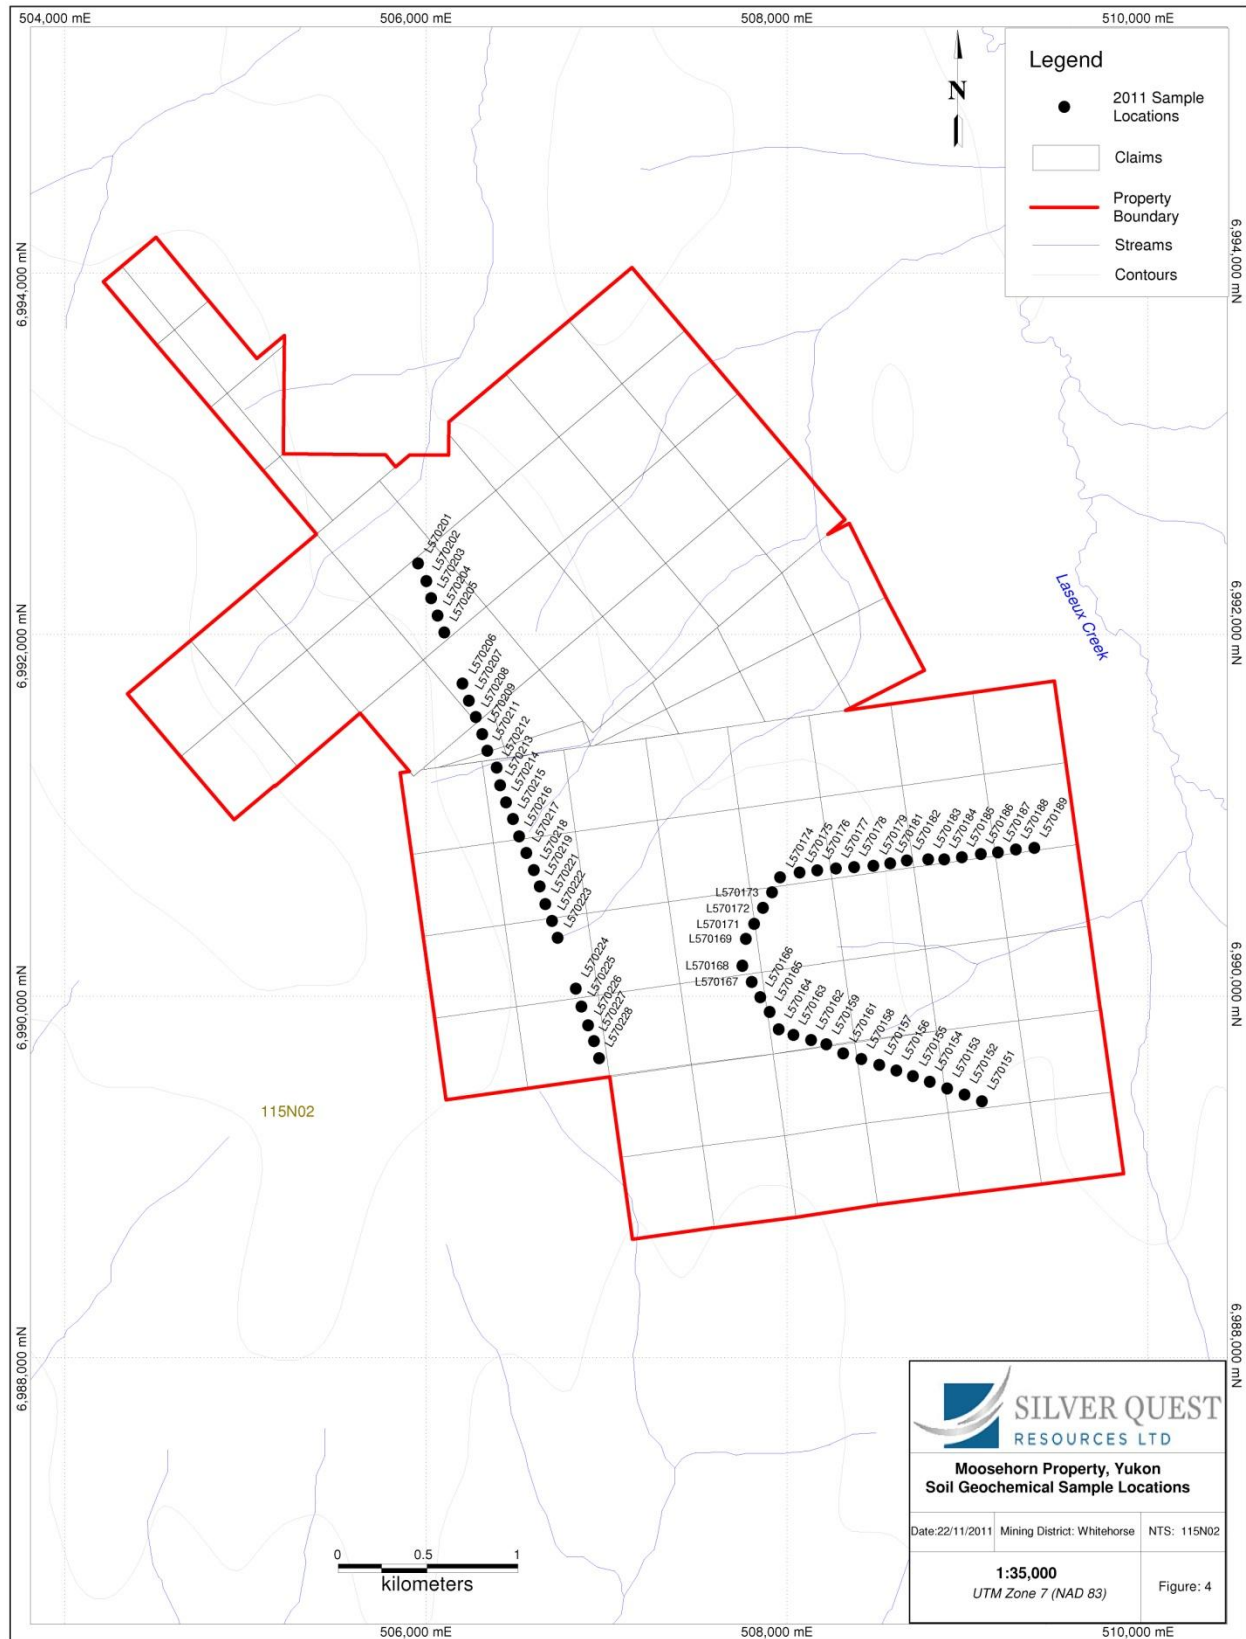 504,000 mE
506,000 mE
508,000 mE
510,000 mE
N
Legend
2011 Sample
Locations
Claims
Property
Boundary
Streams
Contours
6,994,000 mN
6,994,000 mN
L570201
L570202
L570203
L570204
L570205
6,992,000 mN
6,992,000 mN
Laseux Creek
L570206
L570207
L570208
L570209
L570211
L570212
L570213
L570214
L570215
L570216
L570217
L570218
L570219
L570221
L570222
L570223
L570174
L570175
L570176
L570177
L570178
L570179
L570181
L570182
L570183
L570184
L570185
L570186
L570187
L570188
L570189
L570173
L570172
L570171
L570169
L570168
L570167
L570166
L570165
L570164
L570163
L570162
L570159
L570161
L570158
L570157
L570156
L570155
L570154
L570153
L570152
L570151
6,990,000 mN
6,990,000 mN
L570224
L570225
L570226
L570227
L570228
115N02
6,988,000 mN
6,988,000 mN
SILVER QUEST
RESOURCES LTD
Moosehorn Property, Yukon
Soil Geochemical Sample Locations
Date:22/11/2011
Mining District: Whitehorse
NTS: 115N02
1:35,000
UTM Zone 7 (NAD 83)
Figure: 4
0 0.5 1
kilometers
506,000 mE
508,000 mE
510,000 mE